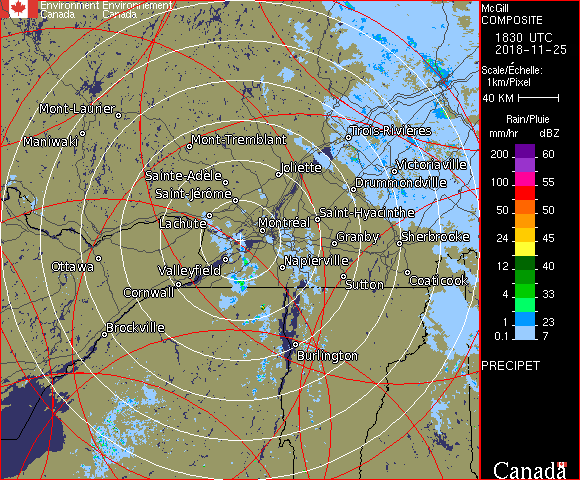 Environment Environnement
Canada Canada
McGill
COMPOSITE
1830 UTC
2018-11-25
Scale/Échelle:
1km/Pixel
40 KM
Rain/Pluie
mm/hr dBZ
200 60
100 55
50 50
24 45
12 40
4 33
1 23
0.1 7
PRECIPET
Canada
Mont-Laurier
Maniwaki
Mont-Tremblant
Trois-Rivières
Joliette
Victoriaville
Sainte-Adèle
Drummondville
Saint-Jérôme
Saint-Hyacinthe
Lachute
Montréal
Granby
Sherbrooke
Ottawa
Valleyfield
Napierville
Coaticook
Sutton
Cornwall
Brockville
Burlington